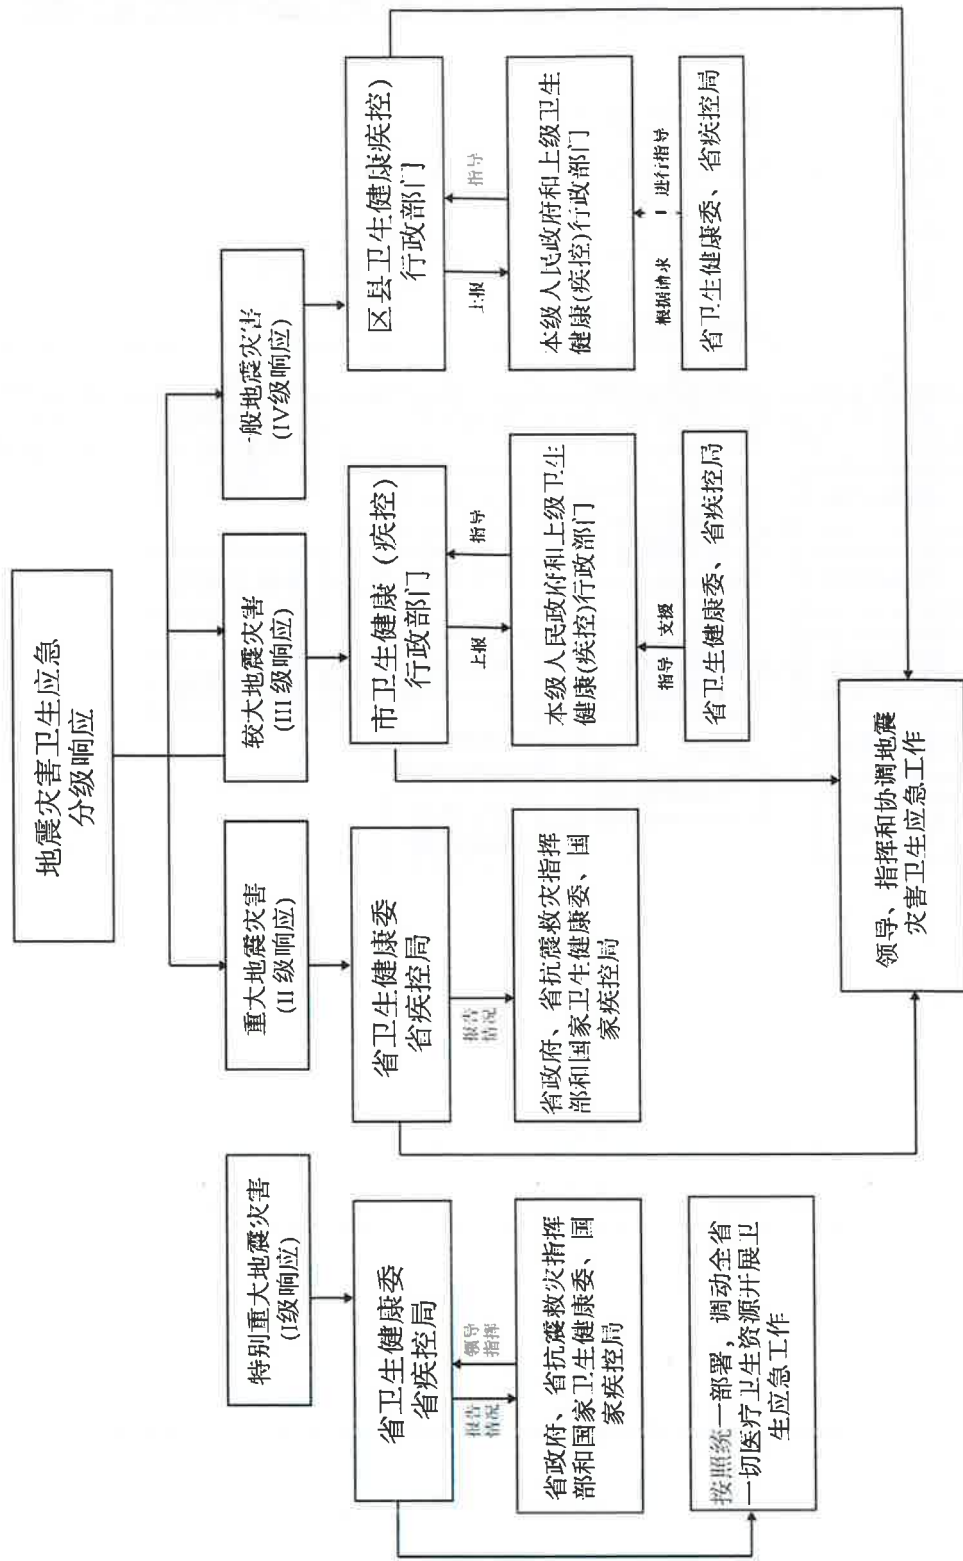 地震灾害卫生应急
分级响应
特别重大地震灾害
(I级响应)
重大地震灾害
(II 级响应)
较大地震灾害
(III 级响应)
一般地震灾害
(IV级响应)
省卫生健康委
省疾控局
省卫生健康委
省疾控局
市卫生健康（疾控）
行政部门
区县卫生健康疾控）
行政部门
报告
情况
领导
指挥
报告
情况
上报
指导
上报
指导
省政府、省抗震救灾指挥
部和国家卫生健康委、国
家疾控局
省政府、省抗震救灾指挥
部和国家卫生健康委、国
家疾控局
本级人民政府和上级卫生
健康(疾控)行政部门
本级人民政府和上级卫生
健康(疾控)行政部门
指导
支援
根据请求
进行指导
按照统一部署，调动全省
一切医疗卫生资源开展卫
生应急工作
省卫生健康委、省疾控局
省卫生健康委、省疾控局
领导、指挥和协调地震
灾害卫生应急工作